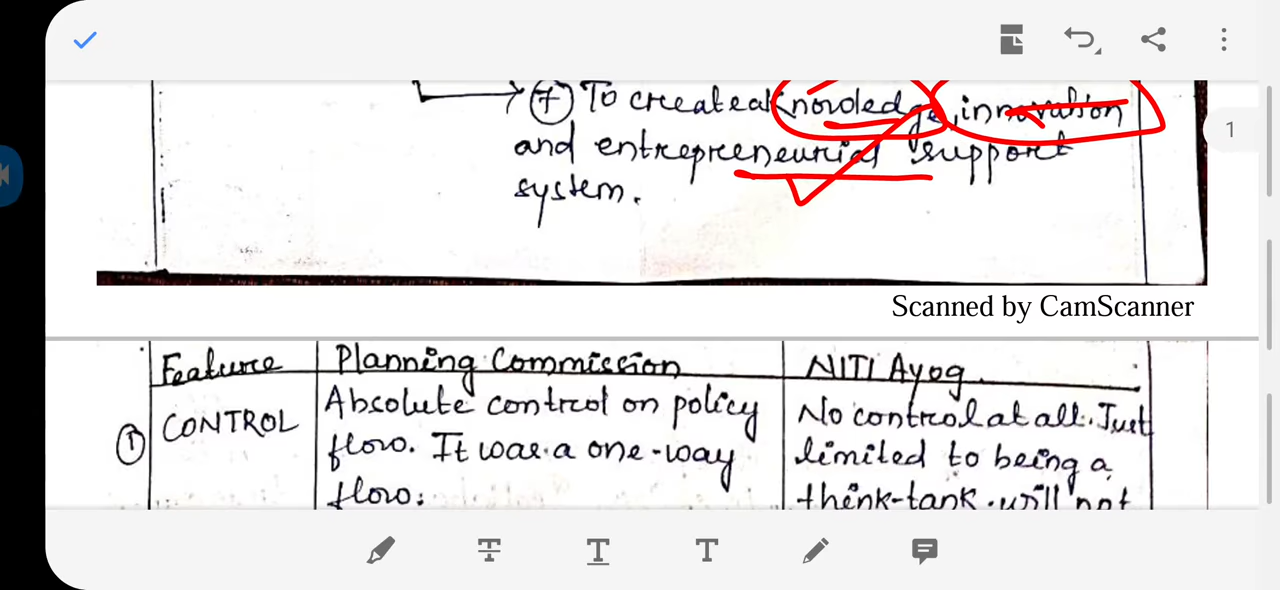 1
⑦ To createa knowledge, innovation
and entrepreneurial support
system.
Scanned by CamScanner
Feature Planning Commission NITI Ayog
① CONTROL Absolute control on policy No control at all. Just
flow. It was a one-way limited to being a
flow. think-tank. will not
T T T